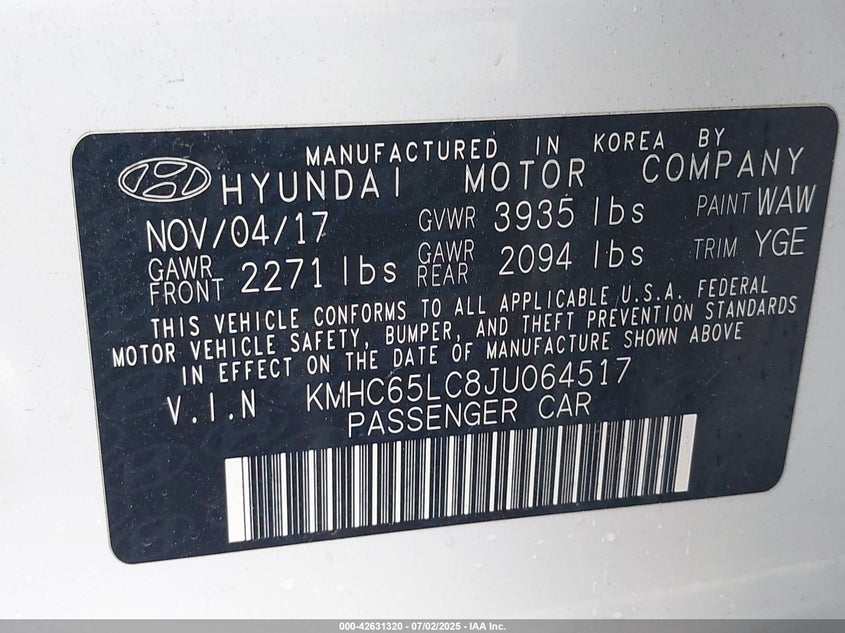 MANUFACTURED IN KOREA BY
HYUNDAI MOTOR COMPANY
NOV/04/17 GVWR 3935 lbs PAINT WAW
GAWR FRONT 2271 lbs GAWR REAR 2094 lbs TRIM YGE
THIS VEHICLE CONFORMS TO ALL APPLICABLE U.S.A. FEDERAL
MOTOR VEHICLE SAFETY, BUMPER, AND THEFT PREVENTION STANDARDS
IN EFFECT ON THE DATE OF MANUFACTURE SHOWN ABOVE
V.I.N KMHC65LC8JU064517
PASSENGER CAR
000-42631320 | 07/02/2025 - IAA Inc.